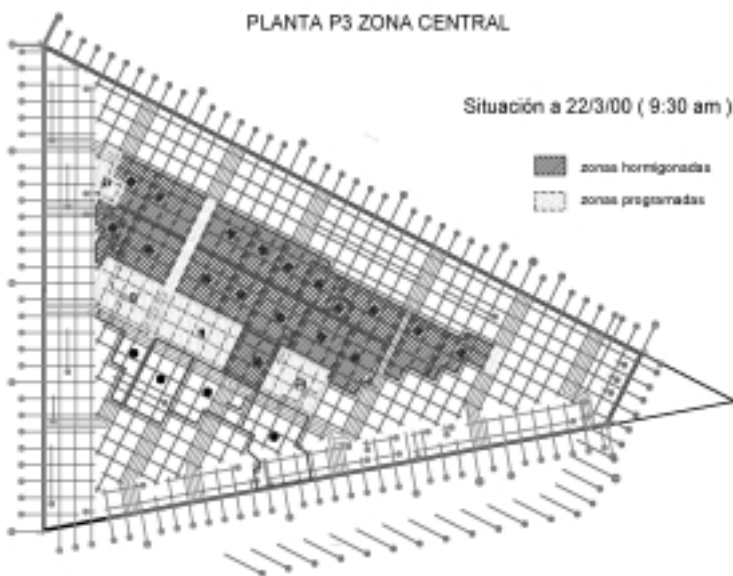 PLANTA P3 ZONA CENTRAL
Situación a 22/3/00 ( 9:30 am )
zonas hormigonadas
zonas programadas